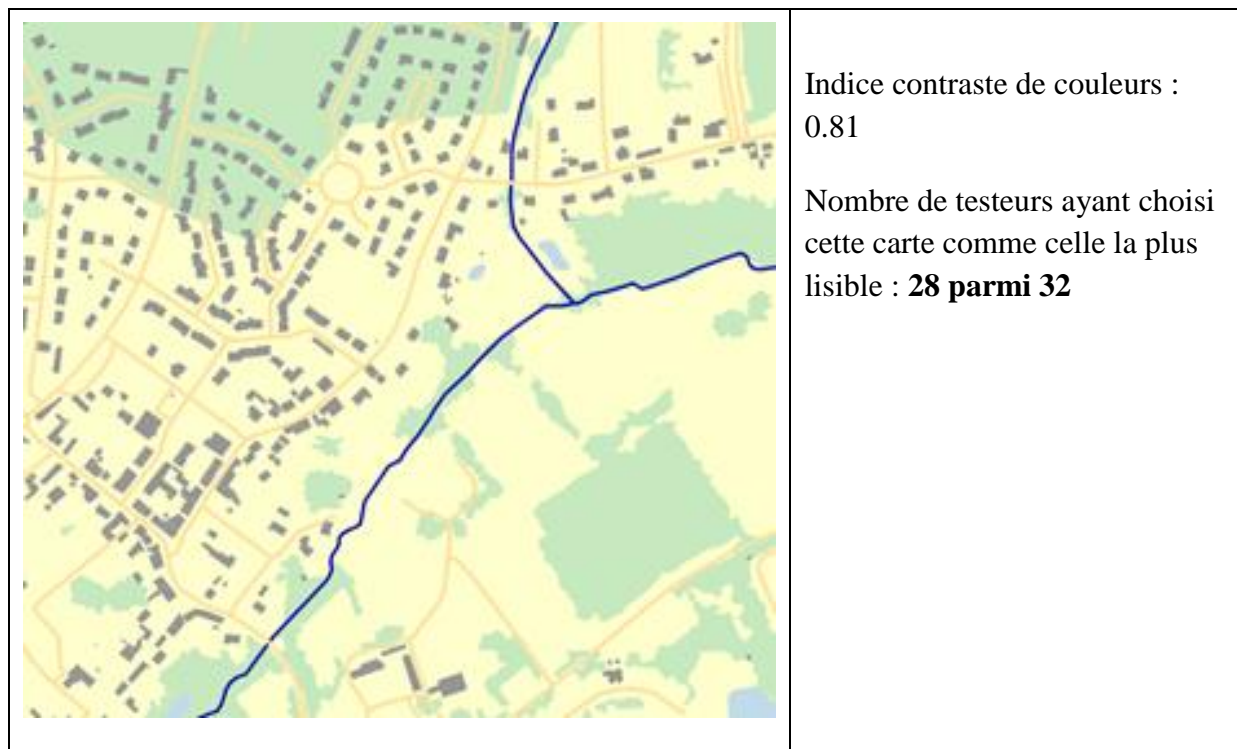 Indice contraste de couleurs :
0.81
Nombre de testeurs ayant choisi
cette carte comme celle la plus
lisible : 28 parmi 32